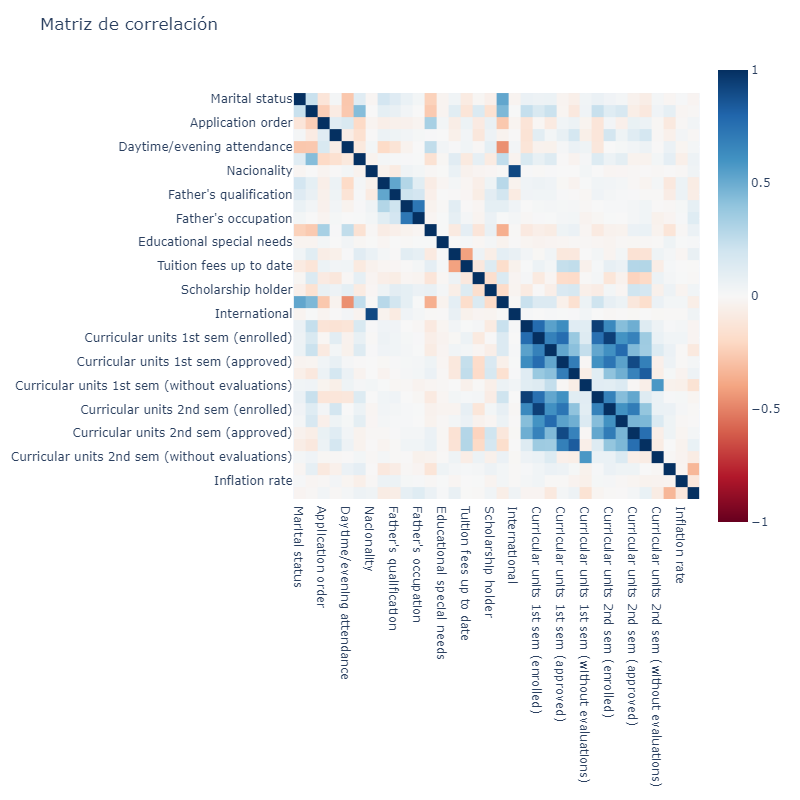 Matriz de correlación
Marital status
Application order
Daytime/evening attendance
Nacionality
Father's qualification
Father's occupation
Educational special needs
Tuition fees up to date
Scholarship holder
International
Curricular units 1st sem (enrolled)
Curricular units 1st sem (approved)
Curricular units 1st sem (without evaluations)
Curricular units 2nd sem (enrolled)
Curricular units 2nd sem (approved)
Curricular units 2nd sem (without evaluations)
Inflation rate
1
0.5
0
−0.5
−1
Marital status
Application order
Daytime/evening attendance
Nacionality
Father's qualification
Father's occupation
Educational special needs
Tuition fees up to date
Scholarship holder
International
Curricular units 1st sem (enrolled)
Curricular units 1st sem (approved)
Curricular units 1st sem (without evaluations)
Curricular units 2nd sem (enrolled)
Curricular units 2nd sem (approved)
Curricular units 2nd sem (without evaluations)
Inflation rate